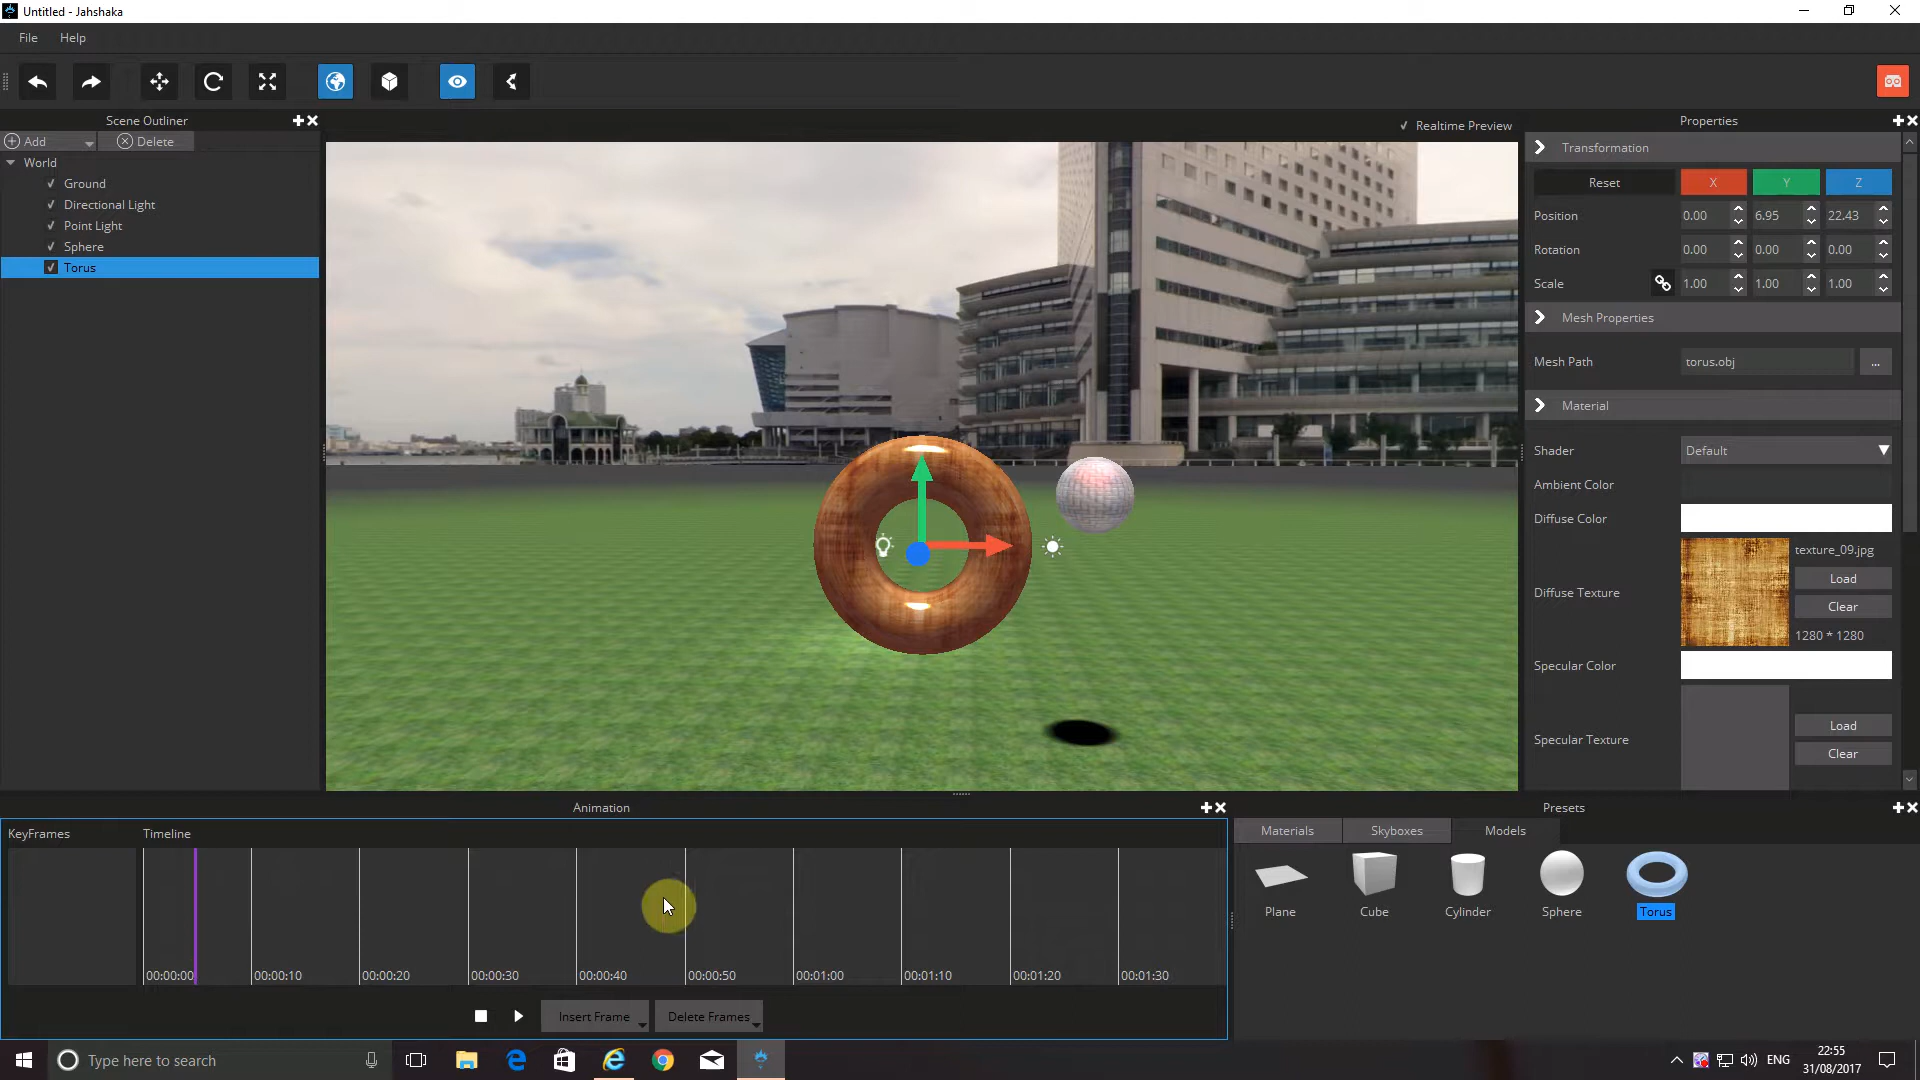 Untitled - Jahshaka
File Help
Scene Outliner
Add Delete
World
Ground
Directional Light
Point Light
Sphere
Torus
Realtime Preview
Properties
Transformation
Reset X Y Z
Position 0.00 6.95 22.43
Rotation 0.00 0.00 0.00
Scale 1.00 1.00 1.00
Mesh Properties
Mesh Path torus.obj ...
Material
Shader Default
Ambient Color
Diffuse Color
texture_09.jpg
Load
Diffuse Texture
Clear
1280 * 1280
Specular Color
Load
Specular Texture
Clear
Animation
KeyFrames Timeline
00:00:00 00:00:10 00:00:20 00:00:30 00:00:40 00:00:50 00:01:00 00:01:10 00:01:20 00:01:30
Insert Frame Delete Frames
Presets
Materials Skyboxes Models
Plane Cube Cylinder Sphere Torus
Type here to search
ENG
22:55
31/08/2017